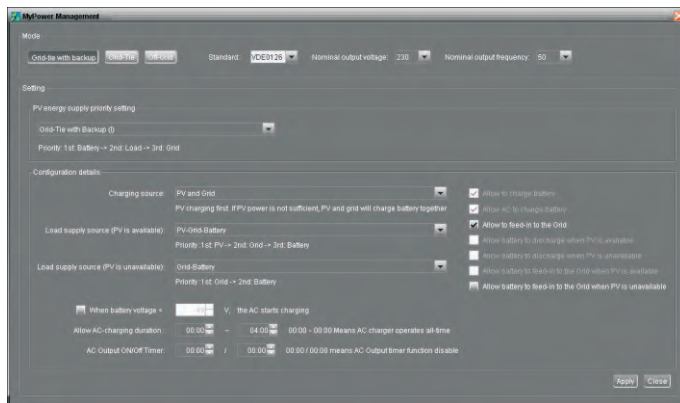 MyPower Management
Mode
Grid-tie with backup Grid-Tie Off-Grid Standard: VDE0126 Nominal output voltage: 230 Nominal output frequency: 50
Setting
PV energy supply priority setting
Grid-Tie with Backup (I)
Priority: 1st: Battery-> 2nd: Load -> 3rd: Grid
Configuration details
Charging source: PV and Grid
PV charging first. If PV power is not sufficient, PV and grid will charge battery together
Load supply source (PV is available): PV-Grid-Battery
Priority :1st: PV-> 2nd: Grid -> 3rd: Battery
Load supply source (PV is unavailable): Grid-Battery
Priority :1st: Grid -> 2nd: Battery
When battery voltage < V, the AC starts charging
Allow AC-charging duration: 00:00 ~ 04:00 00:00 ~ 00:00 Means AC charger operates all-time
AC Output ON/Off Timer: 00:00 / 00:00 00:00 / 00:00 means AC Output timer function disable
Allow to charge battery
Allow AC to charge battery
Allow to feed-in to the Grid
Allow battery to discharge when PV is available
Allow battery to discharge when PV is unavailable
Allow battery to feed-in to the Grid when PV is available
Allow battery to feed-in to the Grid when PV is unavailable
Apply Close